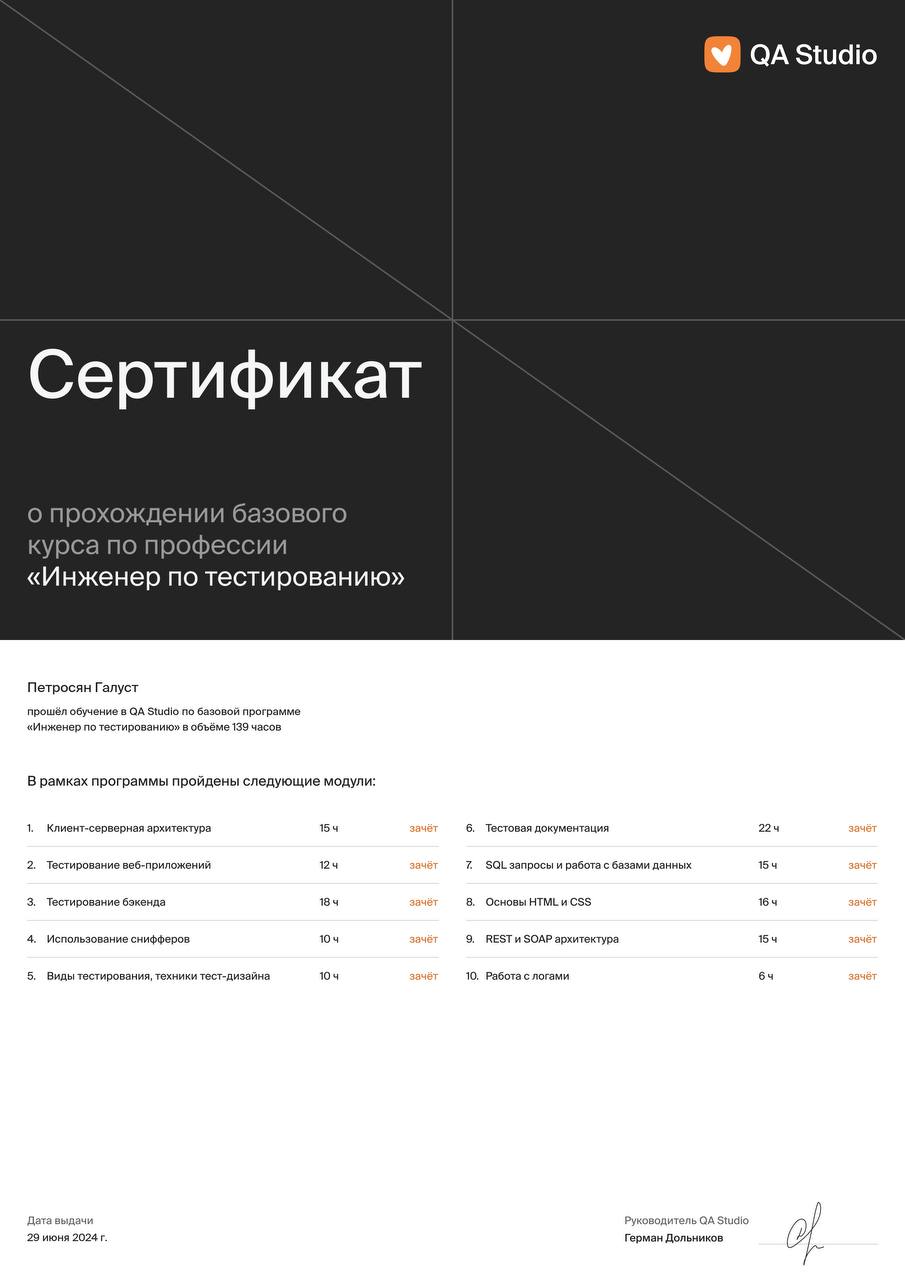 QA Studio
Сертификат
о прохождении базового
курса по профессии
«Инженер по тестированию»
Петросян Галуст
прошёл обучение в QA Studio по базовой программе
«Инженер по тестированию» в объёме 139 часов
В рамках программы пройдены следующие модули:
1. Клиент-серверная архитектура 15 ч зачёт
2. Тестирование веб-приложений 12 ч зачёт
3. Тестирование бэкенда 18 ч зачёт
4. Использование снифферов 10 ч зачёт
5. Виды тестирования, техники тест-дизайна 10 ч зачёт
6. Тестовая документация 22 ч зачёт
7. SQL запросы и работа с базами данных 15 ч зачёт
8. Основы HTML и CSS 16 ч зачёт
9. REST и SOAP архитектура 15 ч зачёт
10. Работа с логами 6 ч зачёт
Дата выдачи
29 июня 2024 г.
Руководитель QA Studio
Герман Дольников